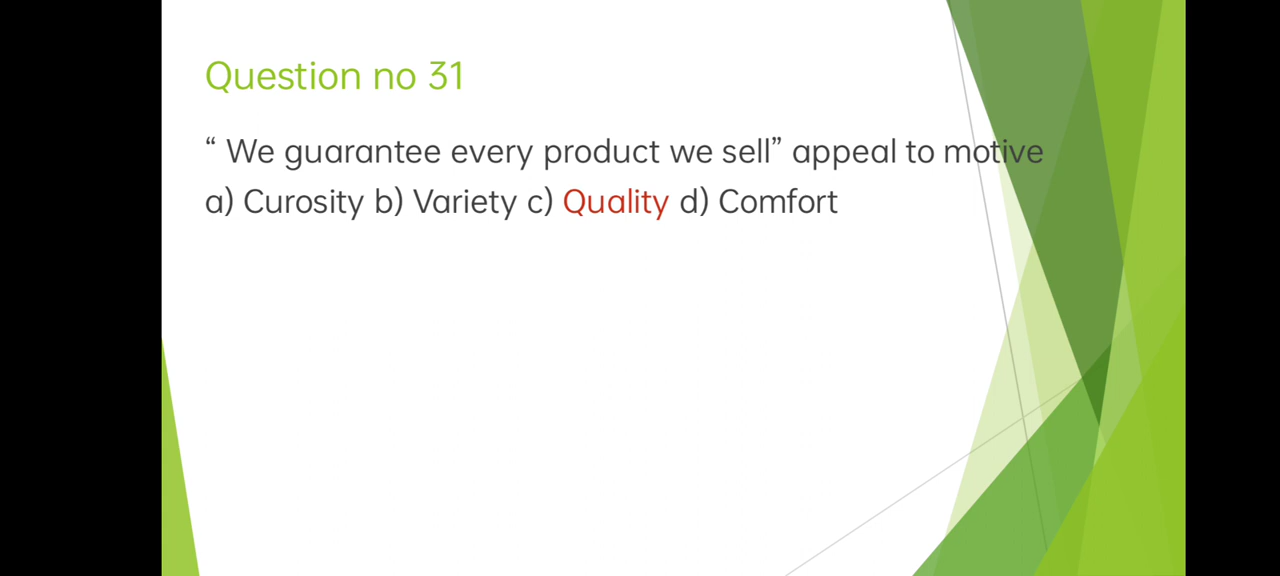 Question no 31
“ We guarantee every product we sell” appeal to motive
a) Curosity b) Variety c) Quality d) Comfort